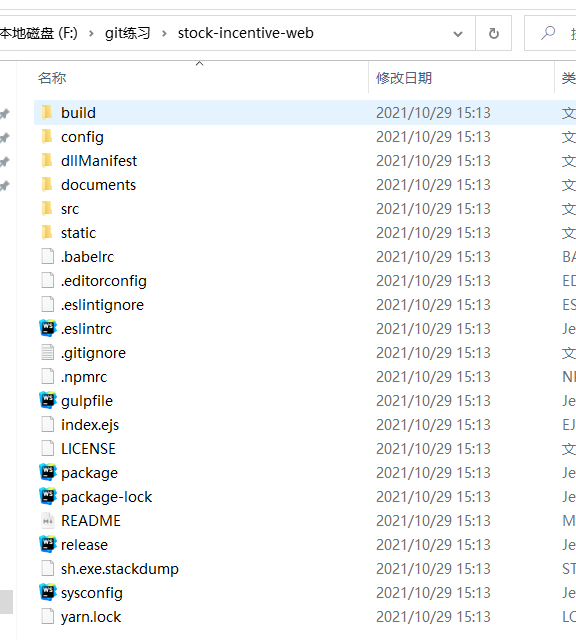 本地磁盘 (F:) › git练习 › stock-incentive-web
名称 修改日期 类
build 2021/10/29 15:13 文
config 2021/10/29 15:13 文
dllManifest 2021/10/29 15:13 文
documents 2021/10/29 15:13 文
src 2021/10/29 15:13 文
static 2021/10/29 15:13 文
.babelrc 2021/10/29 15:13 BA
.editorconfig 2021/10/29 15:13 ED
.eslintignore 2021/10/29 15:13 ES
.eslintrc 2021/10/29 15:13 Je
.gitignore 2021/10/29 15:13 文
.npmrc 2021/10/29 15:13 NP
gulpfile 2021/10/29 15:13 Je
index.ejs 2021/10/29 15:13 EJ
LICENSE 2021/10/29 15:13 文
package 2021/10/29 15:13 Je
package-lock 2021/10/29 15:13 Je
README 2021/10/29 15:13 M
release 2021/10/29 15:13 Je
sh.exe.stackdump 2021/10/29 15:13 ST
sysconfig 2021/10/29 15:13 Je
yarn.lock 2021/10/29 15:13 LO